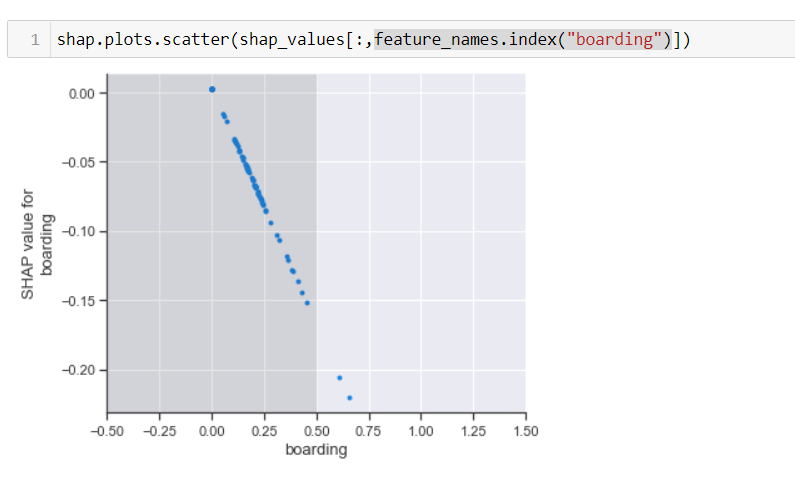 1 shap.plots.scatter(shap_values[:,feature_names.index("boarding")])
0.00
−0.05
−0.10
−0.15
−0.20
SHAP value for
boarding
−0.50 −0.25 0.00 0.25 0.50 0.75 1.00 1.25 1.50
boarding